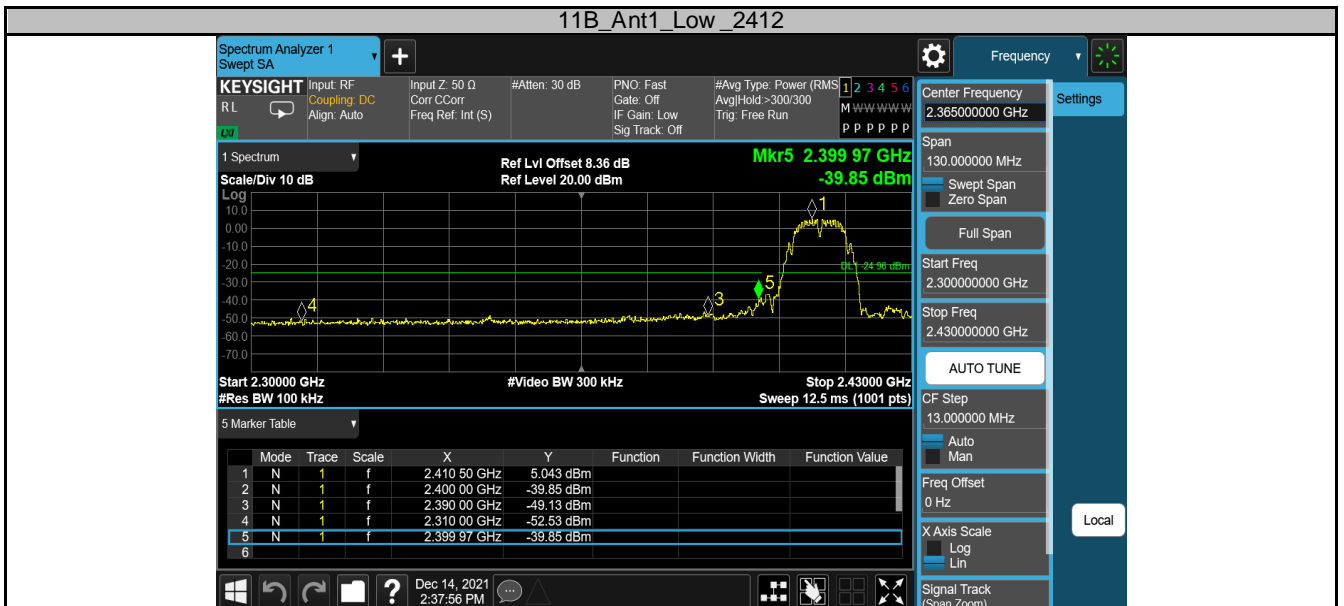 11B_Ant1_Low _2412
Spectrum Analyzer 1
Swept SA
Frequency
KEYSIGHT
R L
LXI
Input: RF
Coupling: DC
Align: Auto
Input Z: 50 Ω
Corr CCorr
Freq Ref: Int (S)
#Atten: 30 dB
PNO: Fast
Gate: Off
IF Gain: Low
Sig Track: Off
#Avg Type: Power (RMS
Avg|Hold:>300/300
Trig: Free Run
1 2 3 4 5 6
M W W W W W
P P P P P P
1 Spectrum
Scale/Div 10 dB
Ref Lvl Offset 8.36 dB
Ref Level 20.00 dBm
Mkr5 2.399 97 GHz
-39.85 dBm
Log
10.0
0.00
-10.0
-20.0
-30.0
-40.0
-50.0
-60.0
-70.0
1
DL1 -24.96 dBm
5
3
4
Start 2.30000 GHz
#Res BW 100 kHz
#Video BW 300 kHz
Stop 2.43000 GHz
Sweep 12.5 ms (1001 pts)
5 Marker Table
Mode Trace Scale X Y Function Function Width Function Value
1 N 1 f 2.410 50 GHz 5.043 dBm
2 N 1 f 2.400 00 GHz -39.85 dBm
3 N 1 f 2.390 00 GHz -49.13 dBm
4 N 1 f 2.310 00 GHz -52.53 dBm
5 N 1 f 2.399 97 GHz -39.85 dBm
6
Dec 14, 2021
2:37:56 PM
Center Frequency
2.365000000 GHz
Span
130.000000 MHz
Swept Span
Zero Span
Full Span
Start Freq
2.300000000 GHz
Stop Freq
2.430000000 GHz
AUTO TUNE
CF Step
13.000000 MHz
Auto
Man
Freq Offset
0 Hz
X Axis Scale
Log
Lin
Signal Track
(Span Zoom)
Settings
Local